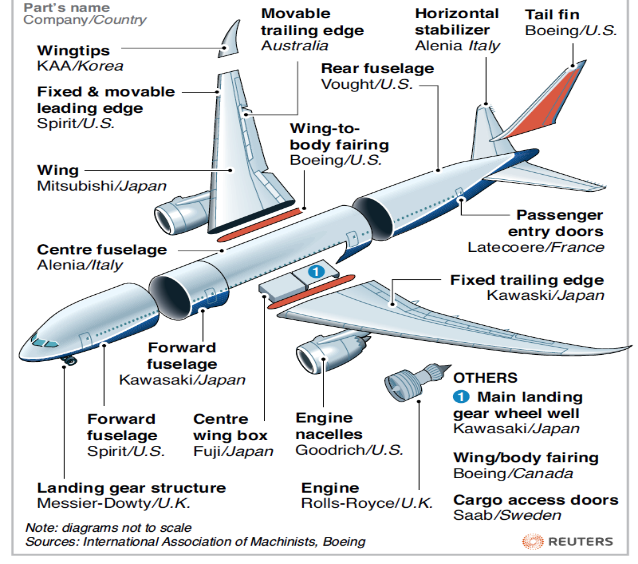 Part's name
Company/Country
Wingtips
KAA/Korea
Fixed & movable
leading edge
Spirit/U.S.
Wing
Mitsubishi/Japan
Centre fuselage
Alenia/Italy
Movable
trailing edge
Australia
Horizontal
stabilizer
Alenia Italy
Tail fin
Boeing/U.S.
Rear fuselage
Vought/U.S.
Wing-to-
body fairing
Boeing/U.S.
Passenger
entry doors
Latecoere/France
Fixed trailing edge
Kawaski/Japan
1
Forward
fuselage
Kawasaki/Japan
Forward
fuselage
Spirit/U.S.
Centre
wing box
Fuji/Japan
Engine
nacelles
Goodrich/U.S.
Landing gear structure
Messier-Dowty/U.K.
Engine
Rolls-Royce/U.K.
OTHERS
1 Main landing
gear wheel well
Kawasaki/Japan
Wing/body fairing
Boeing/Canada
Cargo access doors
Saab/Sweden
Note: diagrams not to scale
Sources: International Association of Machinists, Boeing
REUTERS